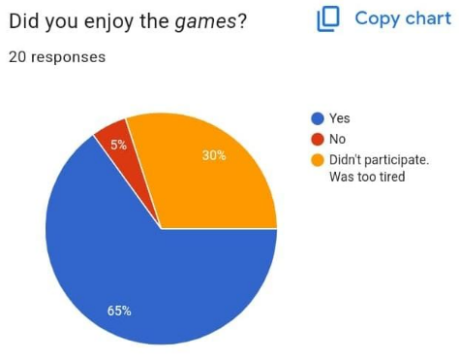 Did you enjoy the games?
Copy chart
20 responses
Yes
No
Didn't participate.
Was too tired
5%
30%
65%